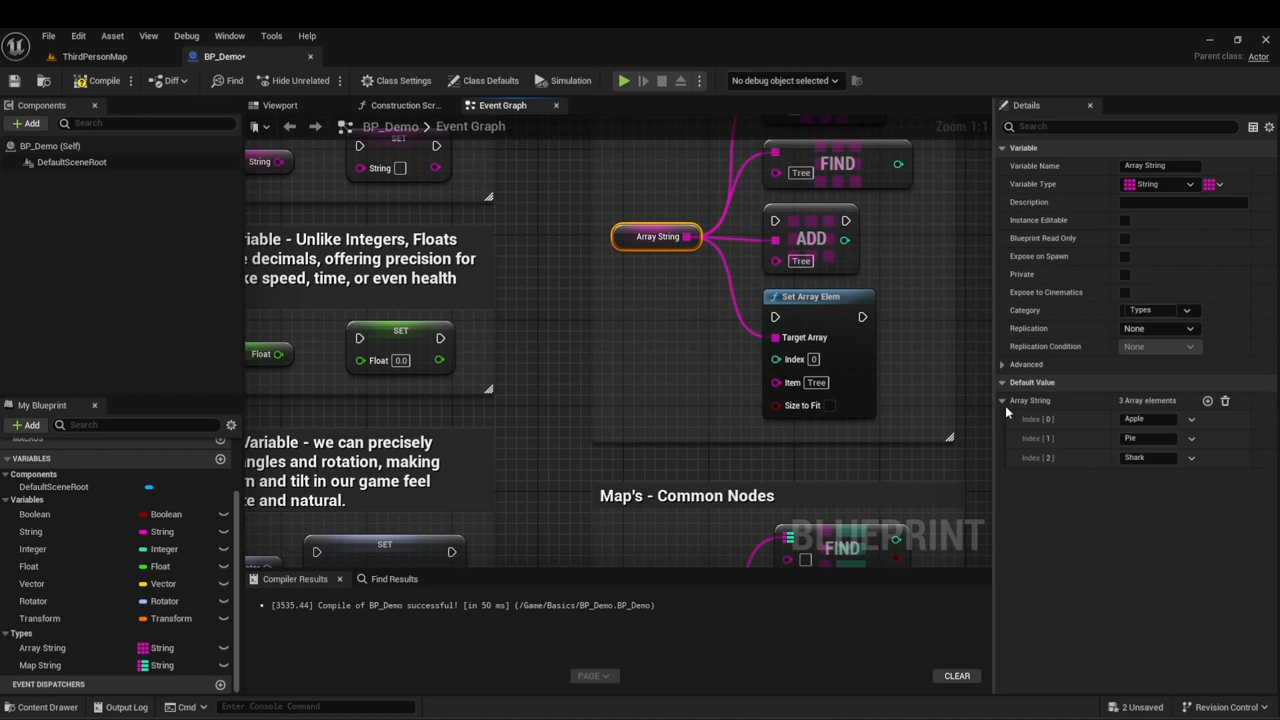 File Edit Asset View Debug Window Tools Help
ThirdPersonMap BP_Demo•
Parent class: Actor
Compile Diff Find Hide Unrelated Class Settings Class Defaults Simulation No debug object selected
Components
Add Search
BP_Demo (Self)
DefaultSceneRoot
Viewport Construction Scr... Event Graph
BP_Demo > Event Graph Zoom 1:1
String
SET
String
riable - Unlike Integers, Floats
e decimals, offering precision for
ke speed, time, or even health
SET
Float
Float 0.0
Variable - we can precisely
angles and rotation, making
n and tilt in our game feel
te and natural.
SET
FIND
Tree
Array String
ADD
Tree
Set Array Elem
Target Array
Index 0
Item Tree
Size to Fit
Map's - Common Nodes
FIND
BLUEPRINT
My Blueprint
Add Search
MACROS
VARIABLES
Components
DefaultSceneRoot
Variables
Boolean Boolean
String String
Integer Integer
Float Float
Vector Vector
Rotator Rotator
Transform Transform
Types
Array String String
Map String String
EVENT DISPATCHERS
Compiler Results Find Results
[3535.44] Compile of BP_Demo successful! [in 50 ms] (/Game/Basics/BP_Demo.BP_Demo)
PAGE CLEAR
Details
Search
Variable
Variable Name Array String
Variable Type String
Description
Instance Editable
Blueprint Read Only
Expose on Spawn
Private
Expose to Cinematics
Category Types
Replication None
Replication Condition None
Advanced
Default Value
Array String 3 Array elements
Index [ 0 ] Apple
Index [ 1 ] Pie
Index [ 2 ] Shark
Content Drawer Output Log Cmd Enter Console Command 2 Unsaved Revision Control